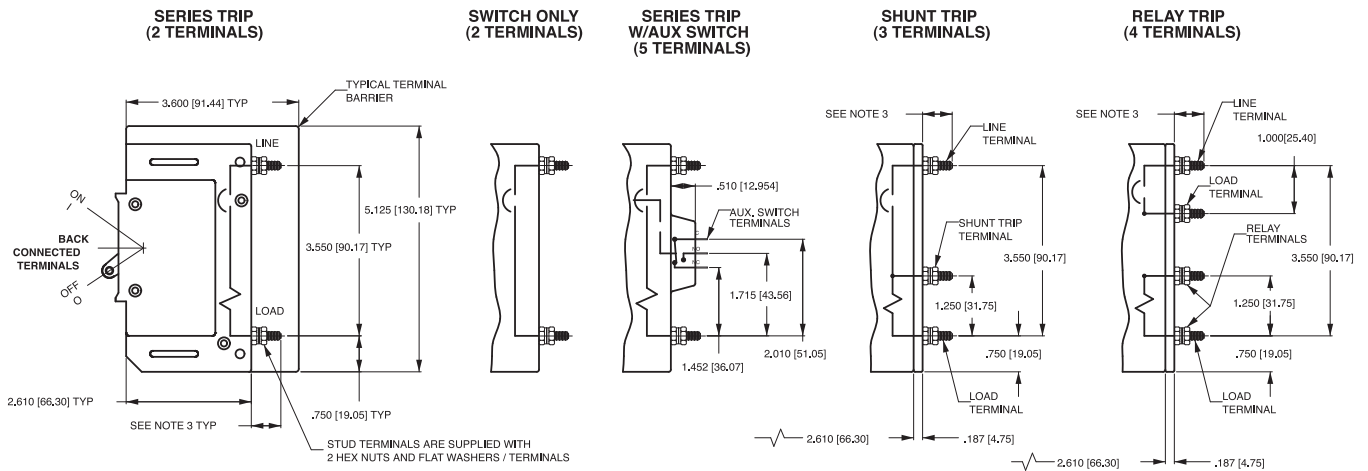 SERIES TRIP
(2 TERMINALS)
SWITCH ONLY
(2 TERMINALS)
SERIES TRIP
W/AUX SWITCH
(5 TERMINALS)
SHUNT TRIP
(3 TERMINALS)
RELAY TRIP
(4 TERMINALS)
3.600 [91.44] TYP
TYPICAL TERMINAL
BARRIER
LINE
5.125 [130.18] TYP
3.550 [90.17] TYP
ON
I
BACK
CONNECTED
TERMINALS
OFF
O
LOAD
2.610 [66.30] TYP
SEE NOTE 3 TYP
.750 [19.05] TYP
STUD TERMINALS ARE SUPPLIED WITH
2 HEX NUTS AND FLAT WASHERS / TERMINALS
.510 [12.954]
AUX. SWITCH
TERMINALS
C
NO
NC
1.715 [43.56]
2.010 [51.05]
1.452 [36.07]
SEE NOTE 3
LINE
TERMINAL
SHUNT TRIP
TERMINAL
3.550 [90.17]
1.250 [31.75]
.750 [19.05]
LOAD
TERMINAL
2.610 [66.30]
.187 [4.75]
SEE NOTE 3
LINE
TERMINAL
1.000[25.40]
LOAD
TERMINAL
RELAY
TERMINALS
3.550 [90.17]
1.250 [31.75]
.750 [19.05]
LOAD
TERMINAL
2.610 [66.30]
.187 [4.75]